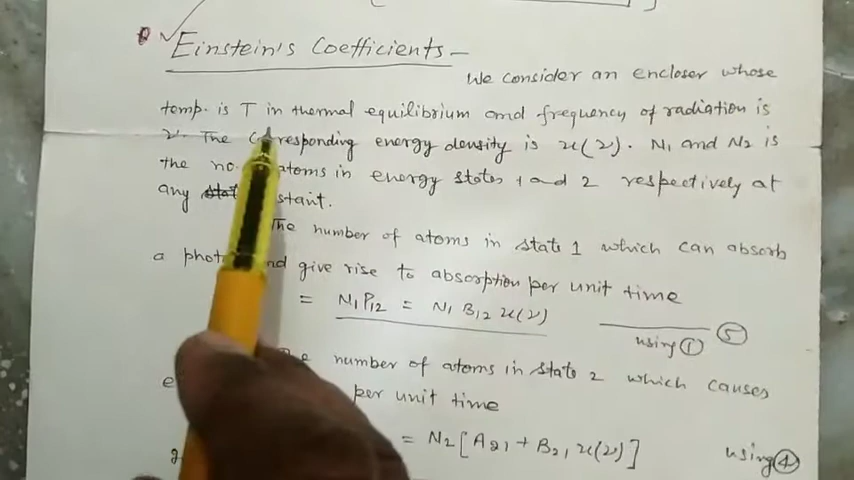 Einstein's Coefficients –
We consider an encloser whose
temp. is T in thermal equilibrium and frequency of radiation is
ν. The corresponding energy density is u(ν). N1 and N2 is
the no. atoms in energy states 1 and 2 respectively at
any stant.
The number of atoms in state 1 which can absorb
a phot and give rise to absorption per unit time
= N1 P12 = N1 B12 u(ν) using ① ⑤
number of atoms in state 2 which causes
per unit time
= N2 [A21 + B21 u(ν)] using ④